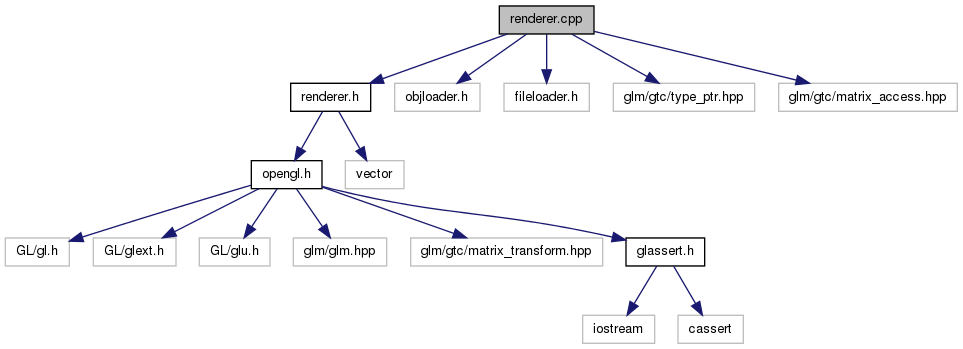 renderer.cpp
renderer.h
objloader.h
fileloader.h
glm/gtc/type_ptr.hpp
glm/gtc/matrix_access.hpp
opengl.h
vector
GL/gl.h
GL/glext.h
GL/glu.h
glm/glm.hpp
glm/gtc/matrix_transform.hpp
glassert.h
iostream
cassert